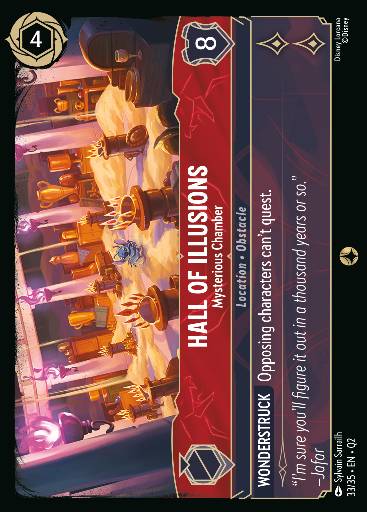 4
8
HALL OF ILLUSIONS
Mysterious Chamber
Location • Obstacle
WONDERSTRUCK Opposing characters can't quest.
"I'm sure you'll figure it out in a thousand years or so."
–Jafar
Sylvain Sarrailh
33/35 • EN • Q2
Disney Lorcana
©Disney